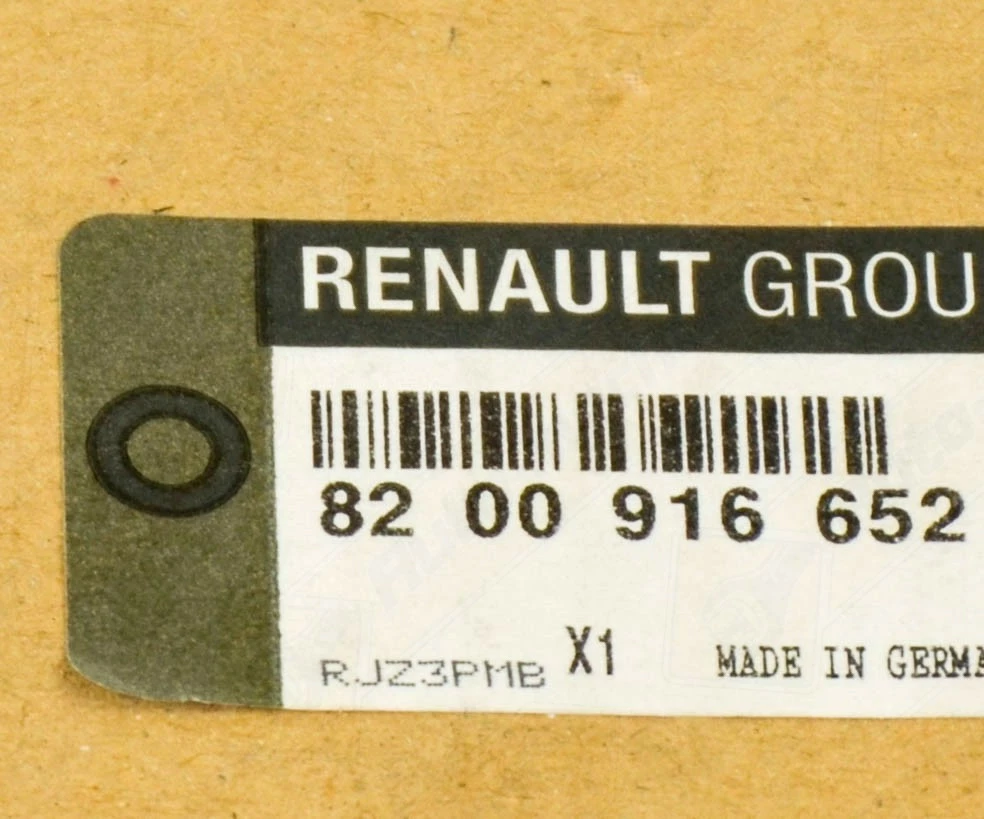 RENAULT GROU
82 00 916 652
RJZ3PMB X1 MADE IN GERMA